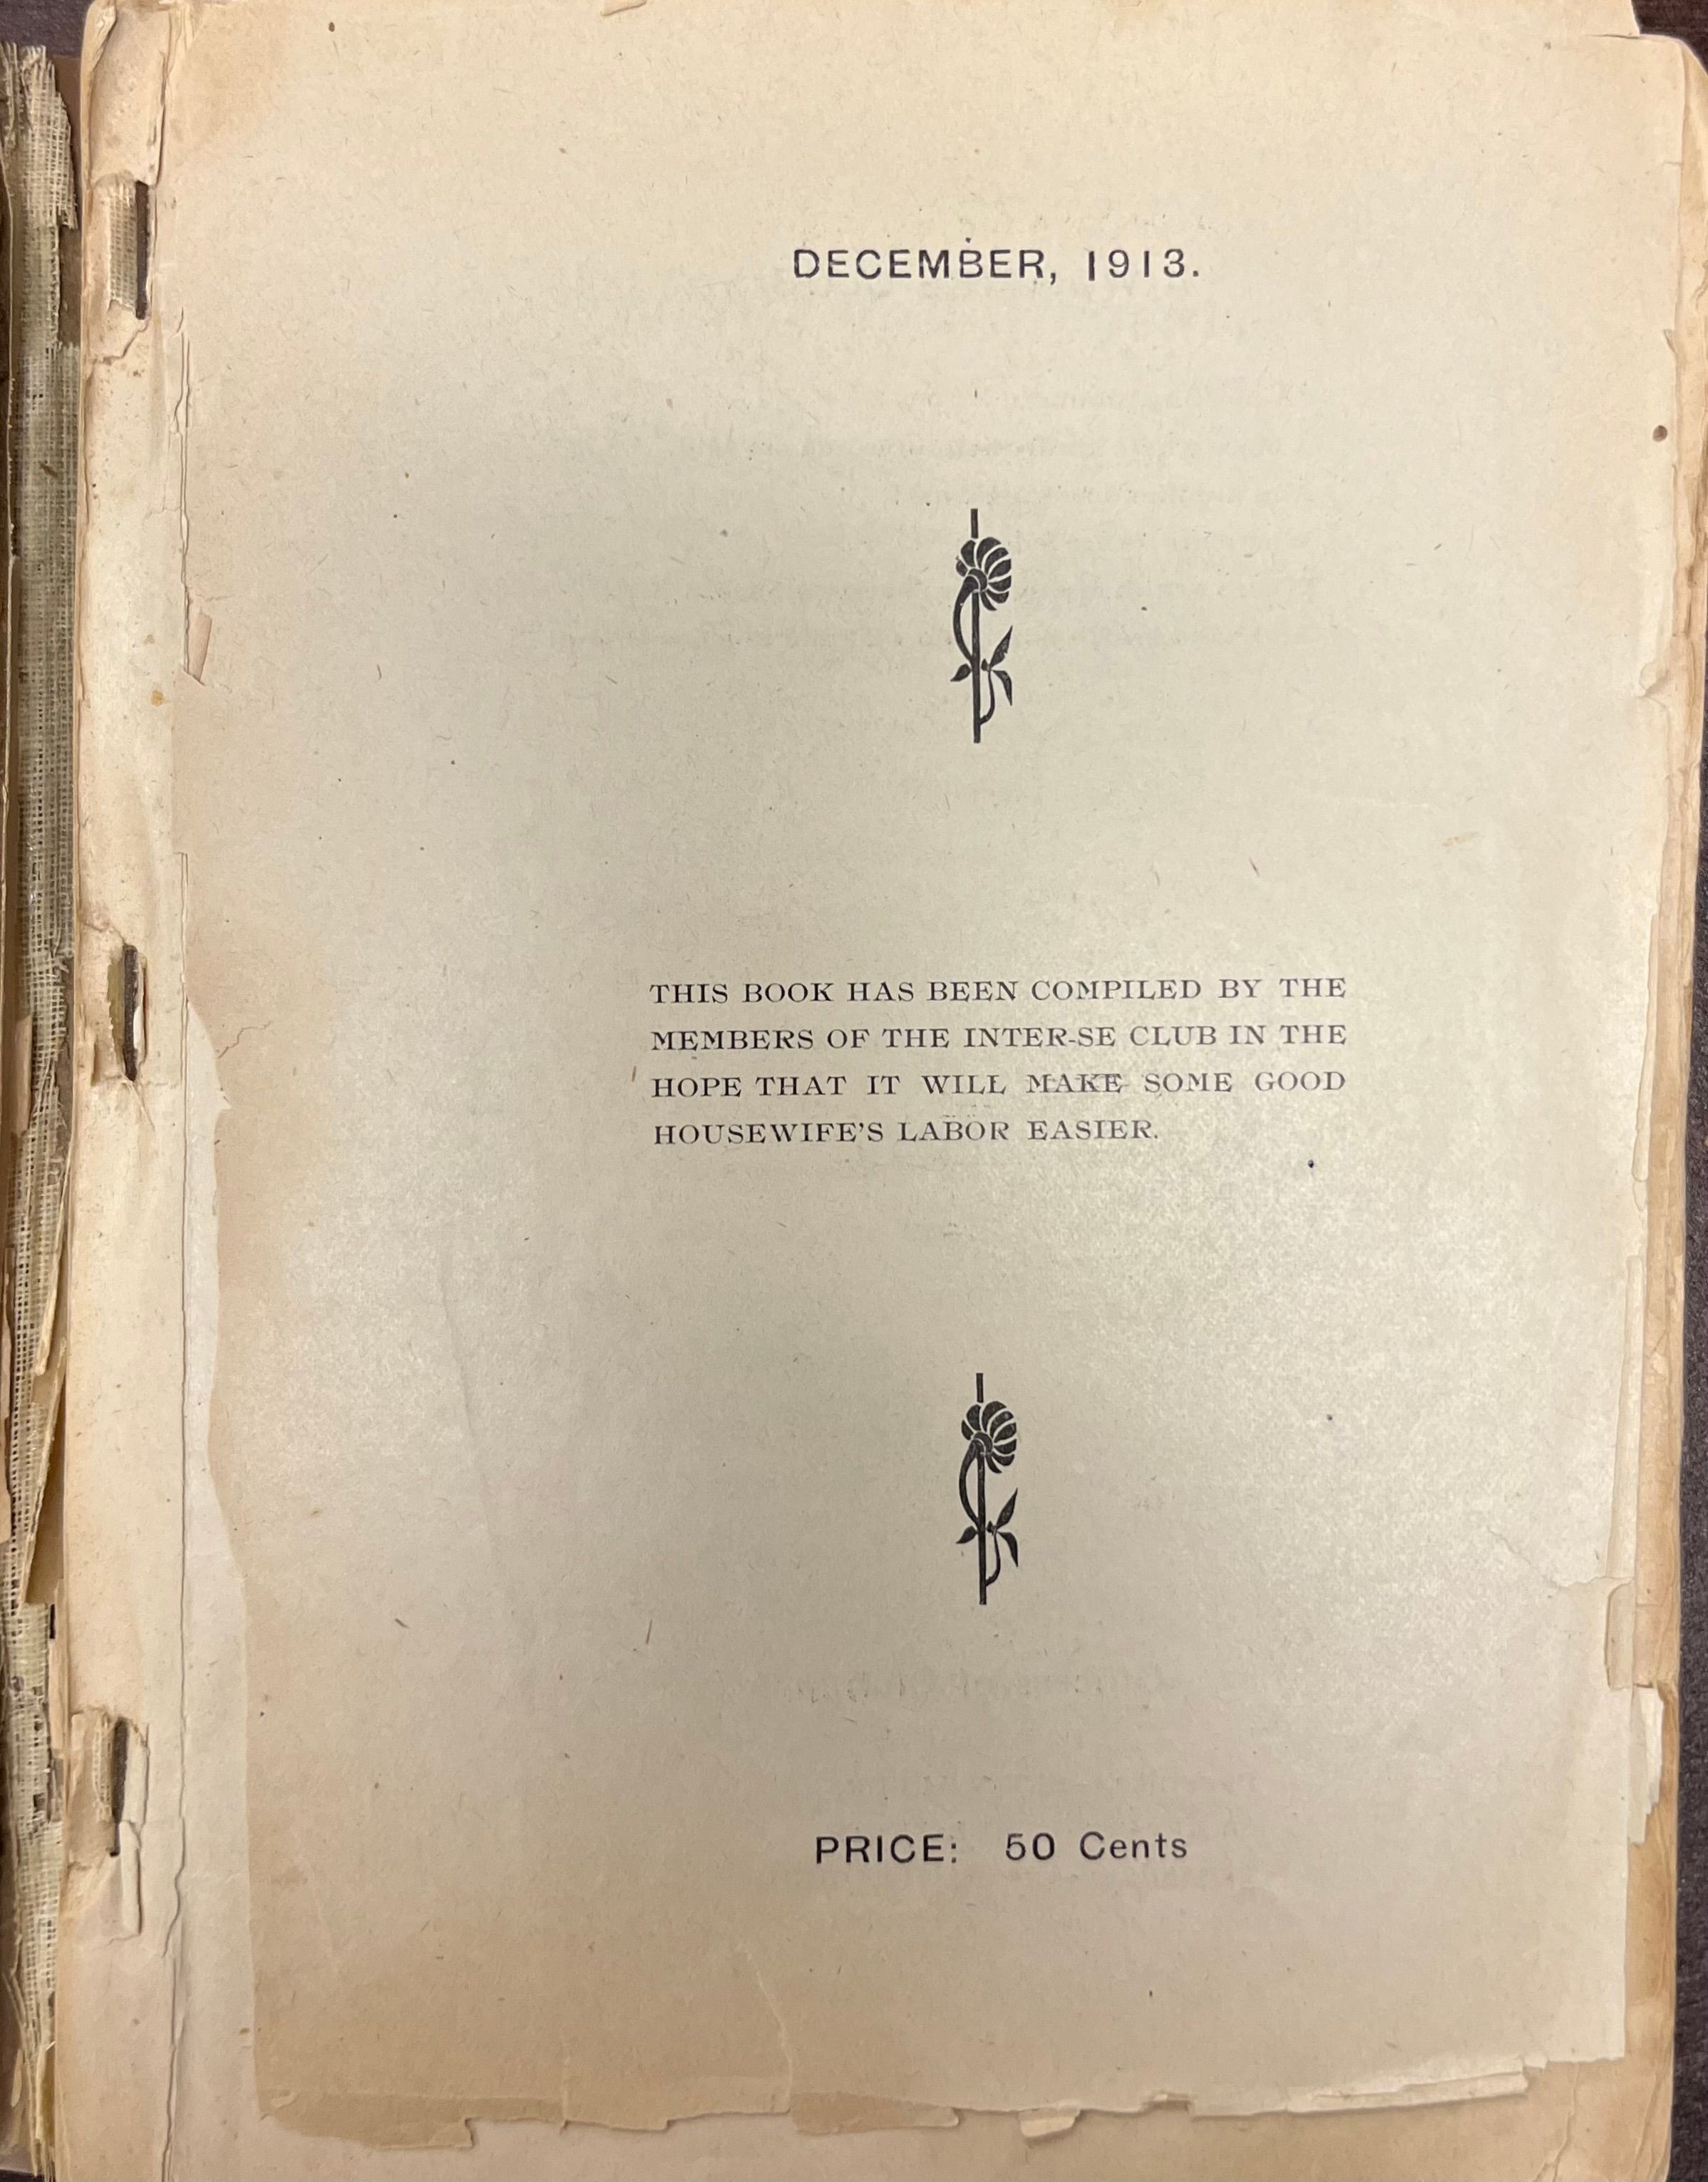 DECEMBER, 1913.
THIS BOOK HAS BEEN COMPILED BY THE
MEMBERS OF THE INTER-SE CLUB IN THE
HOPE THAT IT WILL MAKE SOME GOOD
HOUSEWIFE'S LABOR EASIER.
PRICE: 50 Cents